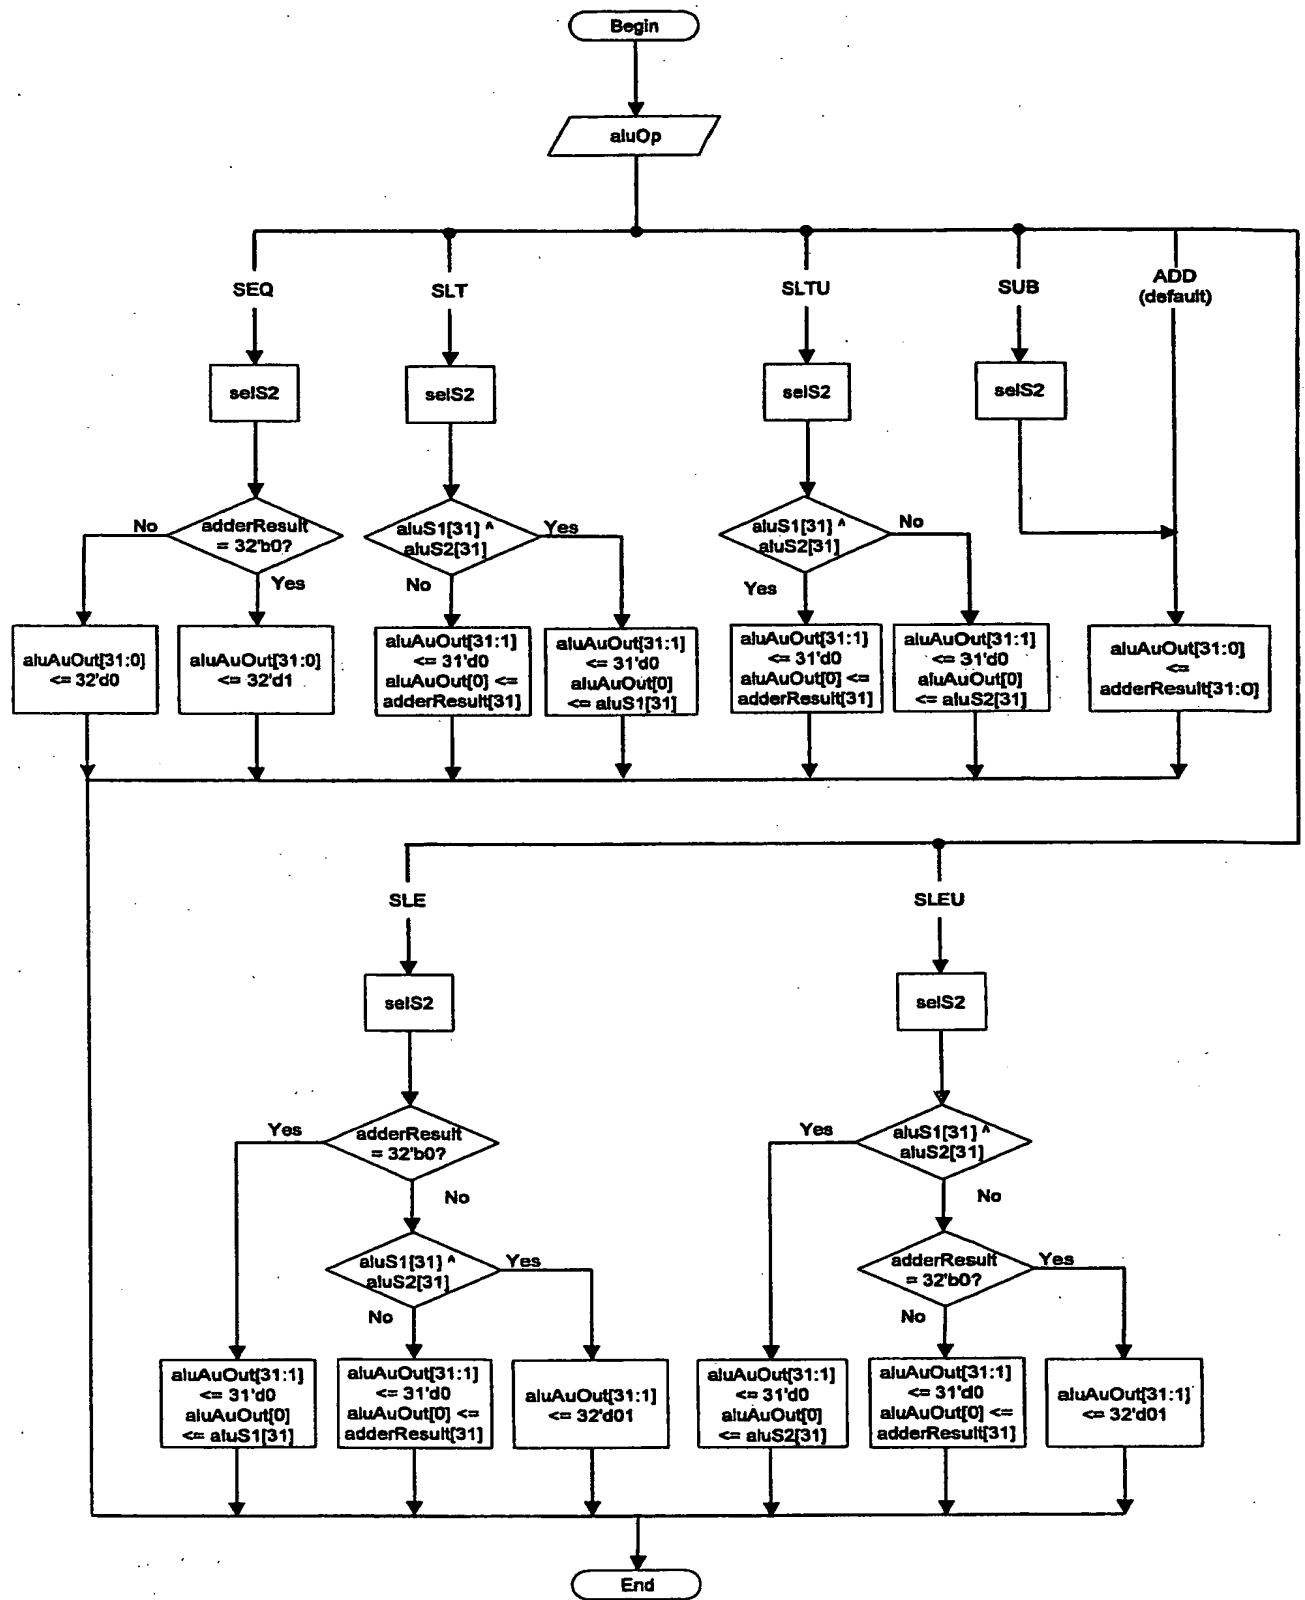 Begin
aluOp
SEQ
SLT
SLTU
SUB
ADD
(default)
selS2
selS2
selS2
selS2
No
adderResult
= 32'b0?
Yes
aluS1[31] ^
aluS2[31]
Yes
No
aluS1[31] ^
aluS2[31]
No
Yes
aluAuOut[31:0]
<= 32'd0
aluAuOut[31:0]
<= 32'd1
aluAuOut[31:1]
<= 31'd0
aluAuOut[0] <=
adderResult[31]
aluAuOut[31:1]
<= 31'd0
aluAuOut[0]
<= aluS1[31]
aluAuOut[31:1]
<= 31'd0
aluAuOut[0] <=
adderResult[31]
aluAuOut[31:1]
<= 31'd0
aluAuOut[0]
<= aluS2[31]
aluAuOut[31:0]
<=
adderResult[31:O]
SLE
SLEU
selS2
selS2
Yes
adderResult
= 32'b0?
No
Yes
aluS1[31] ^
aluS2[31]
No
aluS1[31] ^
aluS2[31]
Yes
No
adderResult
= 32'b0?
Yes
No
aluAuOut[31:1]
<= 31'd0
aluAuOut[0]
<= aluS1[31]
aluAuOut[31:1]
<= 31'd0
aluAuOut[0] <=
adderResult[31]
aluAuOut[31:1]
<= 32'd01
aluAuOut[31:1]
<= 31'd0
aluAuOut[0]
<= aluS2[31]
aluAuOut[31:1]
<= 31'd0
aluAuOut[0] <=
adderResult[31]
aluAuOut[31:1]
<= 32'd01
End